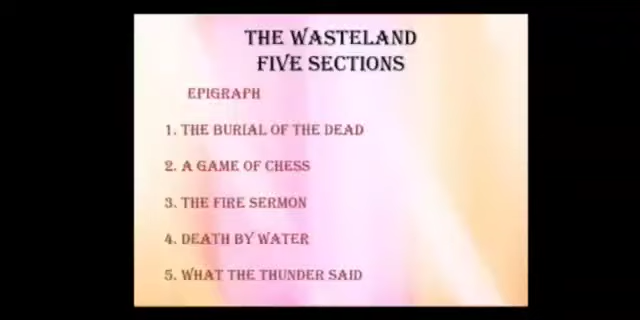 THE WASTELAND
FIVE SECTIONS
EPIGRAPH
1. THE BURIAL OF THE DEAD
2. A GAME OF CHESS
3. THE FIRE SERMON
4. DEATH BY WATER
5. WHAT THE THUNDER SAID